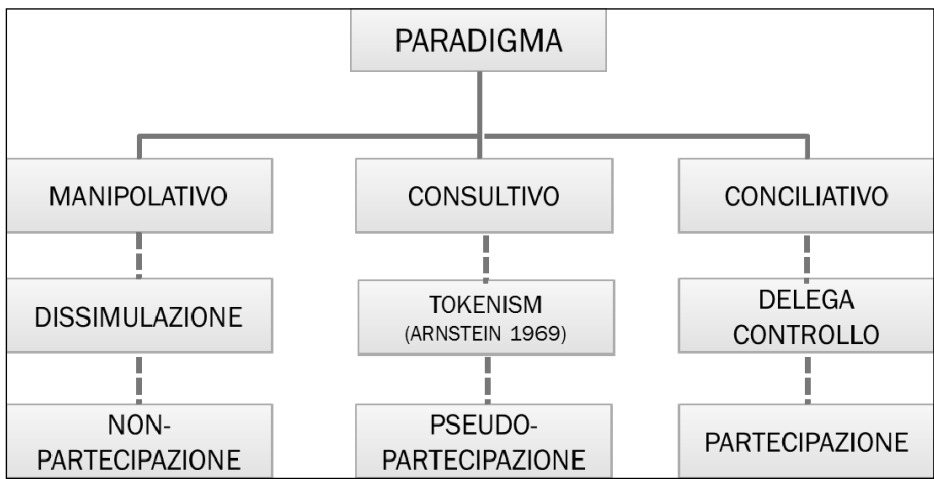 PARADIGMA
MANIPOLATIVO
CONSULTIVO
CONCILIATIVO
DISSIMULAZIONE
TOKENISM
(ARNSTEIN 1969)
DELEGA
CONTROLLO
NON-
PARTECIPAZIONE
PSEUDO-
PARTECIPAZIONE
PARTECIPAZIONE